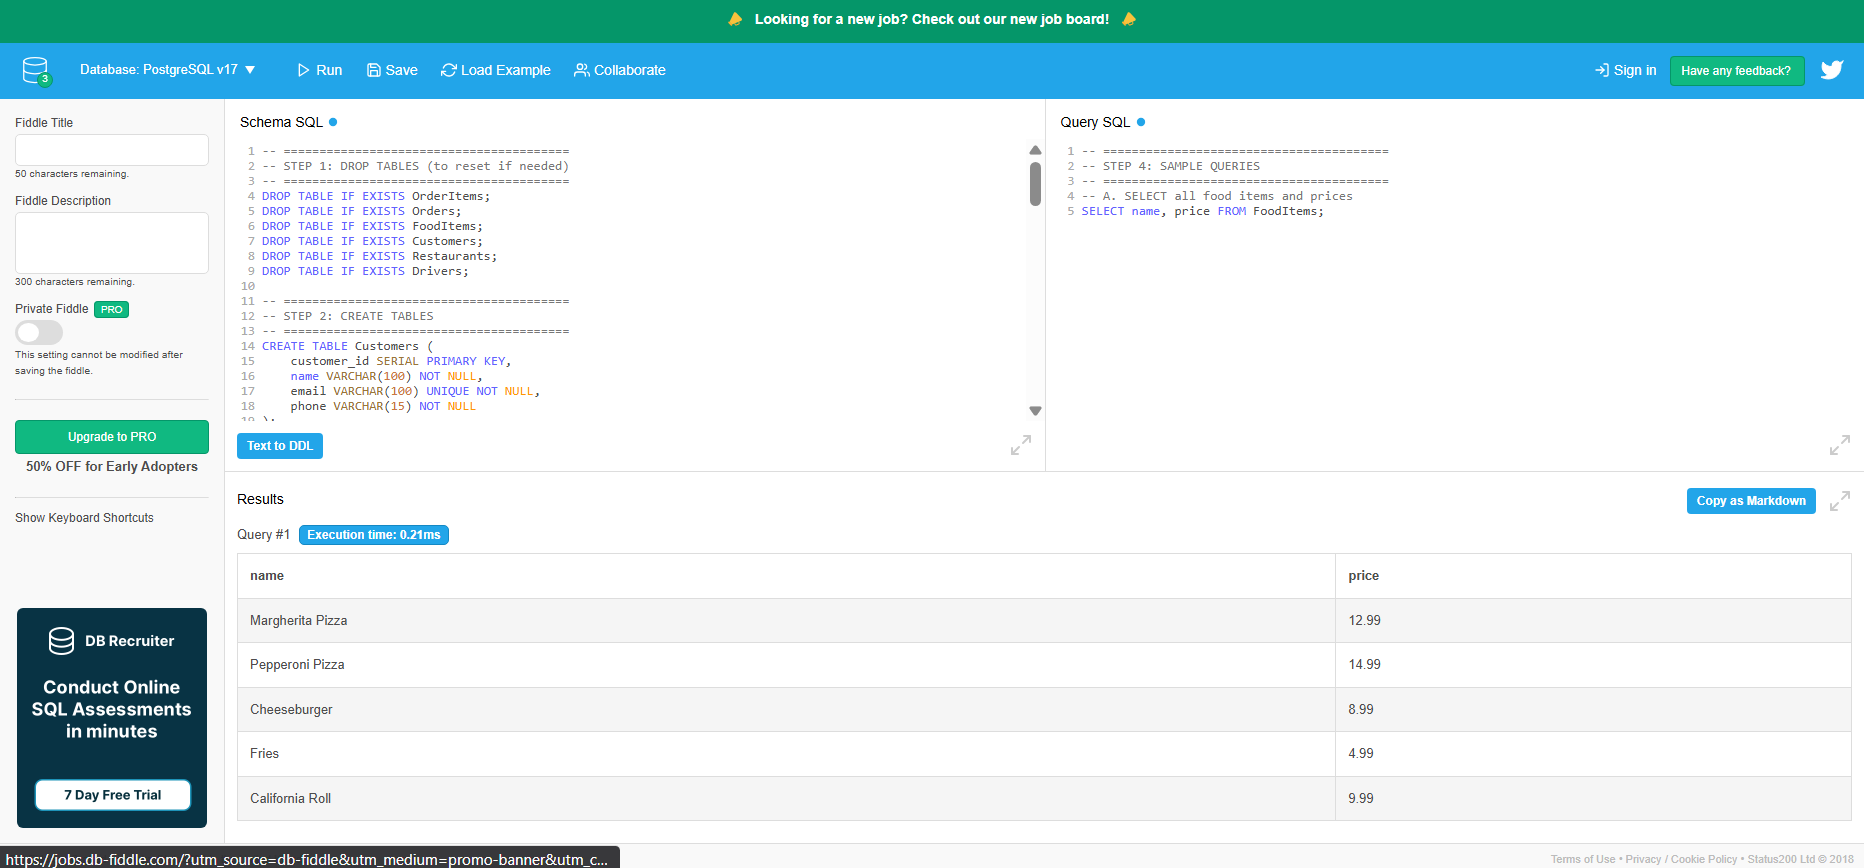 Looking for a new job? Check out our new job board!
3
Database: PostgreSQL v17 ▼
Run
Save
Load Example
Collaborate
Sign in
Have any feedback?
Fiddle Title
50 characters remaining.
Fiddle Description
300 characters remaining.
Private Fiddle PRO
This setting cannot be modified after
saving the fiddle.
Upgrade to PRO
50% OFF for Early Adopters
Show Keyboard Shortcuts
DB Recruiter
Conduct Online
SQL Assessments
in minutes
7 Day Free Trial
Schema SQL
1 -- ========================================
2 -- STEP 1: DROP TABLES (to reset if needed)
3 -- ========================================
4 DROP TABLE IF EXISTS OrderItems;
5 DROP TABLE IF EXISTS Orders;
6 DROP TABLE IF EXISTS FoodItems;
7 DROP TABLE IF EXISTS Customers;
8 DROP TABLE IF EXISTS Restaurants;
9 DROP TABLE IF EXISTS Drivers;
10
11 -- ========================================
12 -- STEP 2: CREATE TABLES
13 -- ========================================
14 CREATE TABLE Customers (
15 customer_id SERIAL PRIMARY KEY,
16 name VARCHAR(100) NOT NULL,
17 email VARCHAR(100) UNIQUE NOT NULL,
18 phone VARCHAR(15) NOT NULL
19 );
Text to DDL
Query SQL
1 -- ========================================
2 -- STEP 4: SAMPLE QUERIES
3 -- ========================================
4 -- A. SELECT all food items and prices
5 SELECT name, price FROM FoodItems;
Results
Copy as Markdown
Query #1 Execution time: 0.21ms
name price
Margherita Pizza 12.99
Pepperoni Pizza 14.99
Cheeseburger 8.99
Fries 4.99
California Roll 9.99
https://jobs.db-fiddle.com/?utm_source=db-fiddle&utm_medium=promo-banner&utm_c...
Terms of Use • Privacy / Cookie Policy • Status200 Ltd © 2018